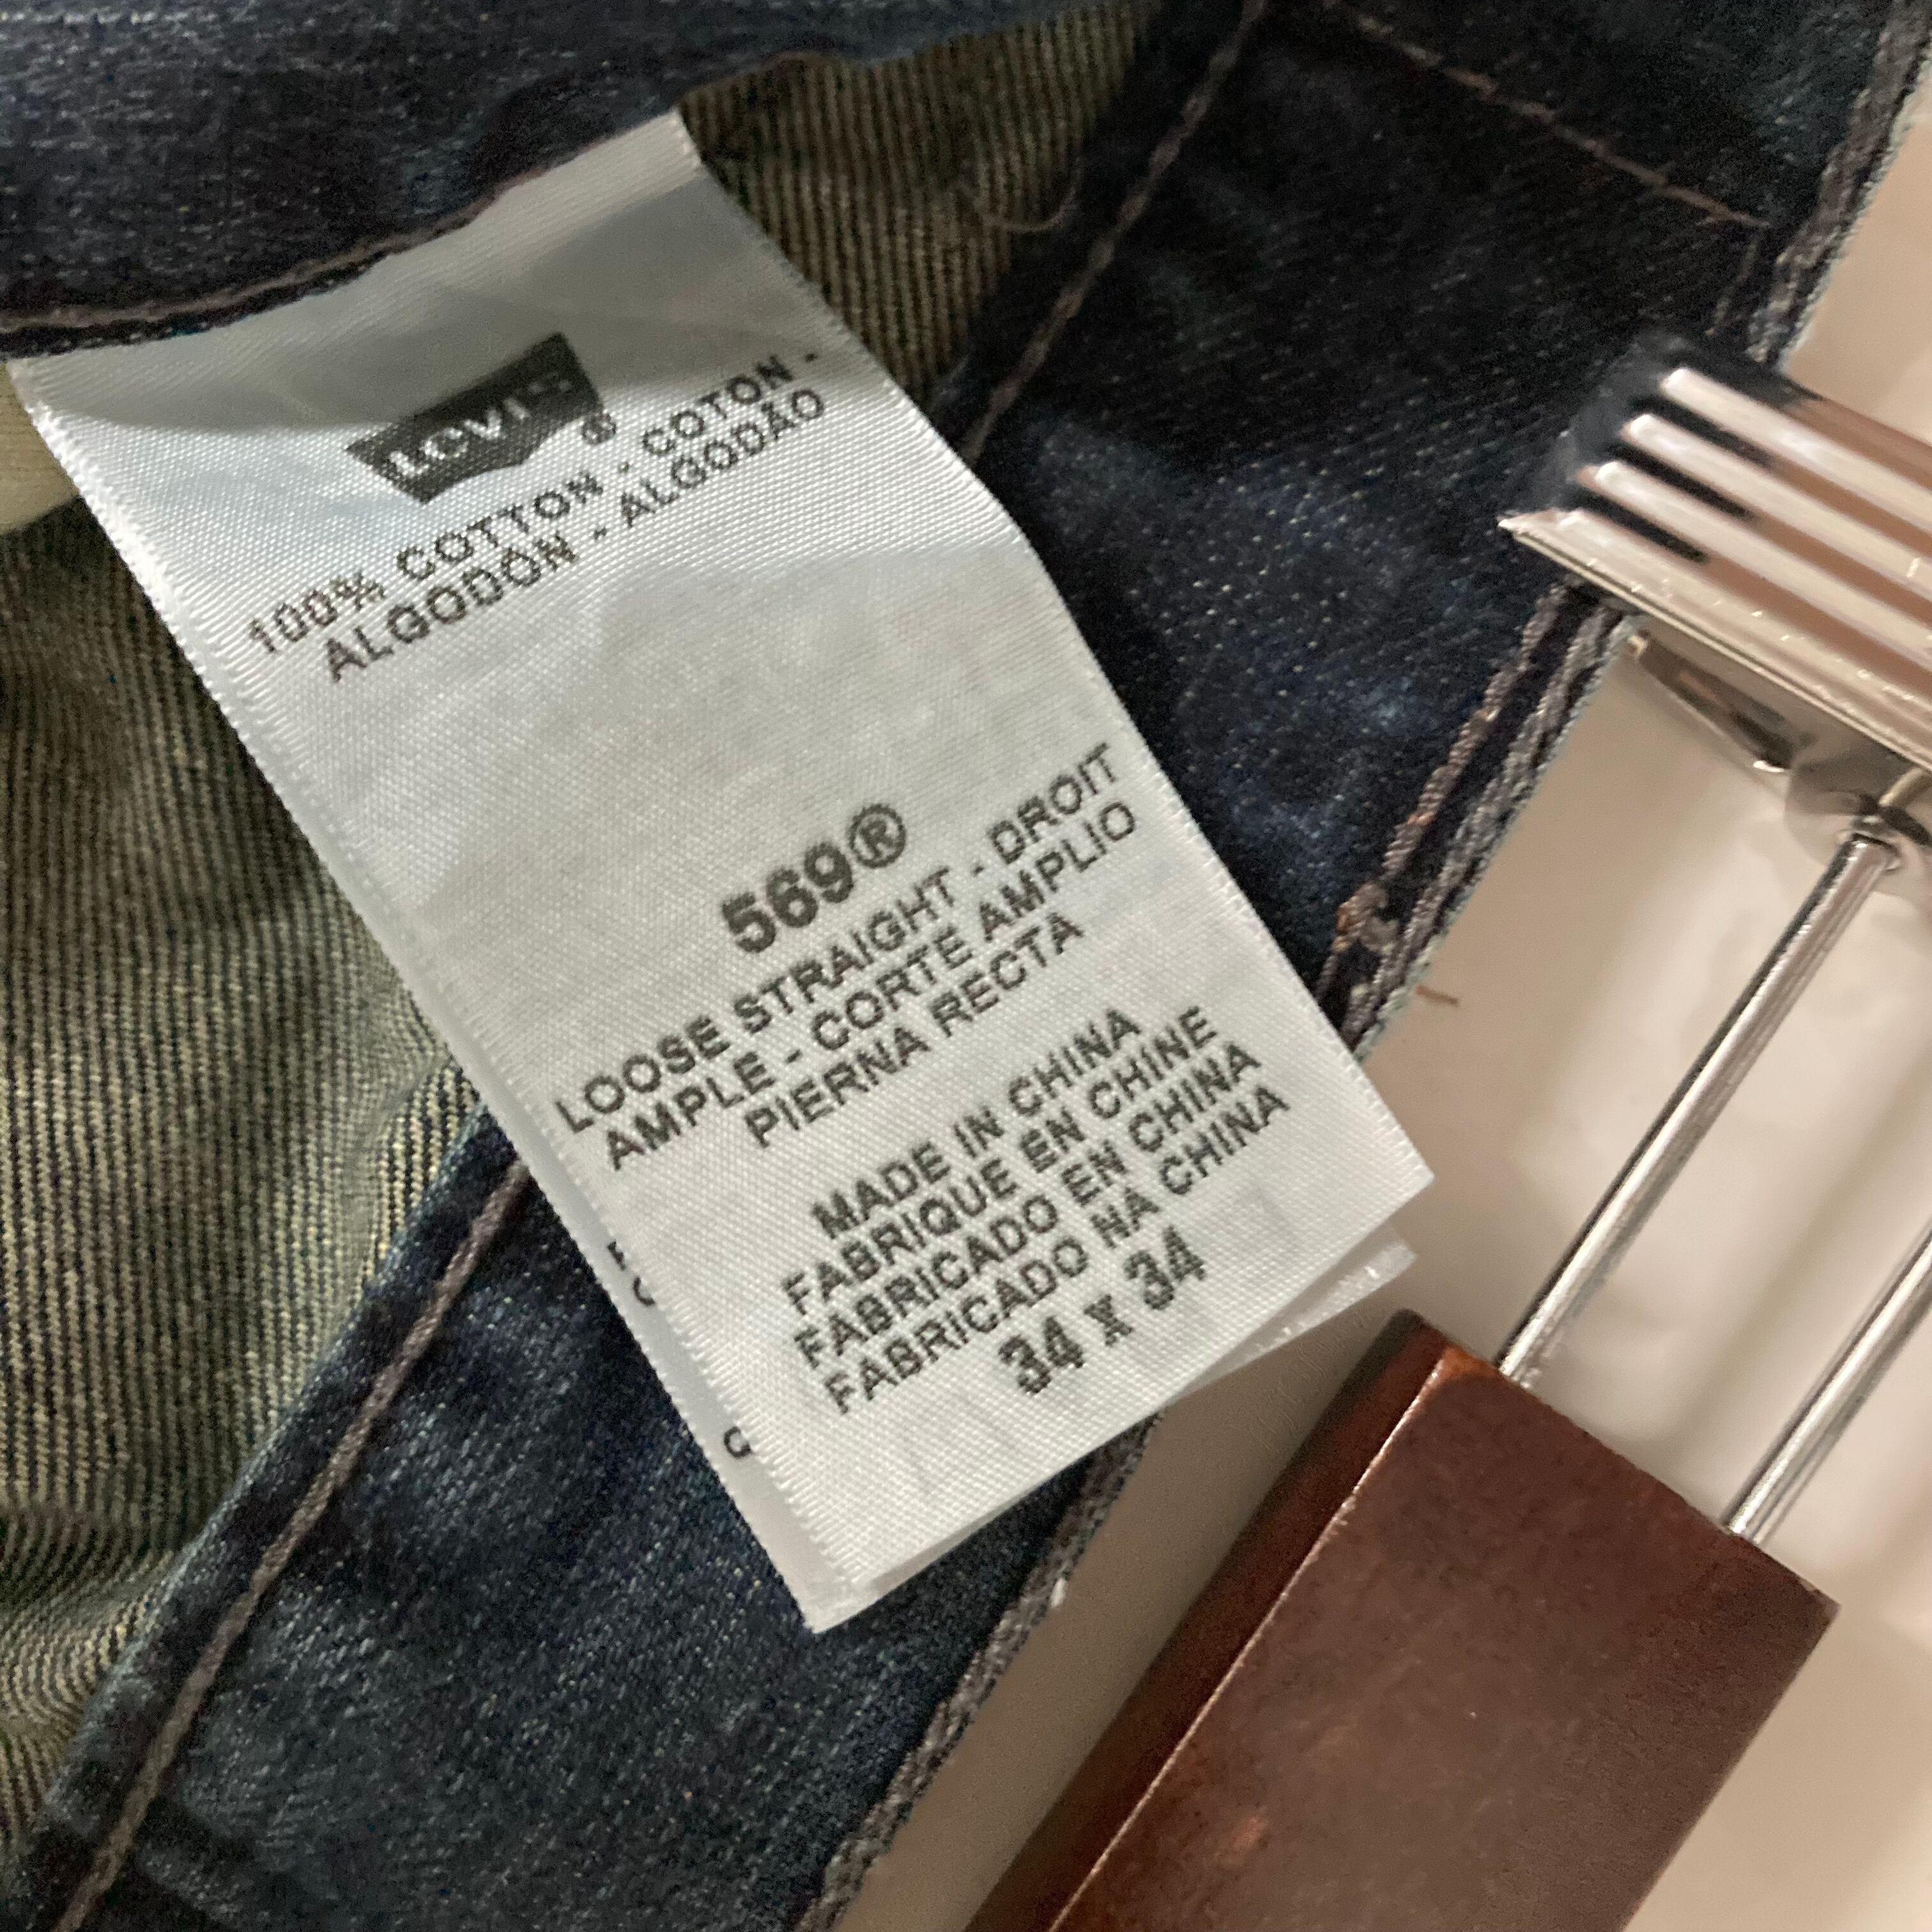 Levi's ®
100% COTTON - COTON -
ALGODÓN - ALGODÃO
569®
LOOSE STRAIGHT - DROIT
AMPLE - CORTE AMPLIO
PIERNA RECTA
MADE IN CHINA
FABRIQUE EN CHINE
FABRICADO EN CHINA
FABRICADO NA CHINA
34 x 34